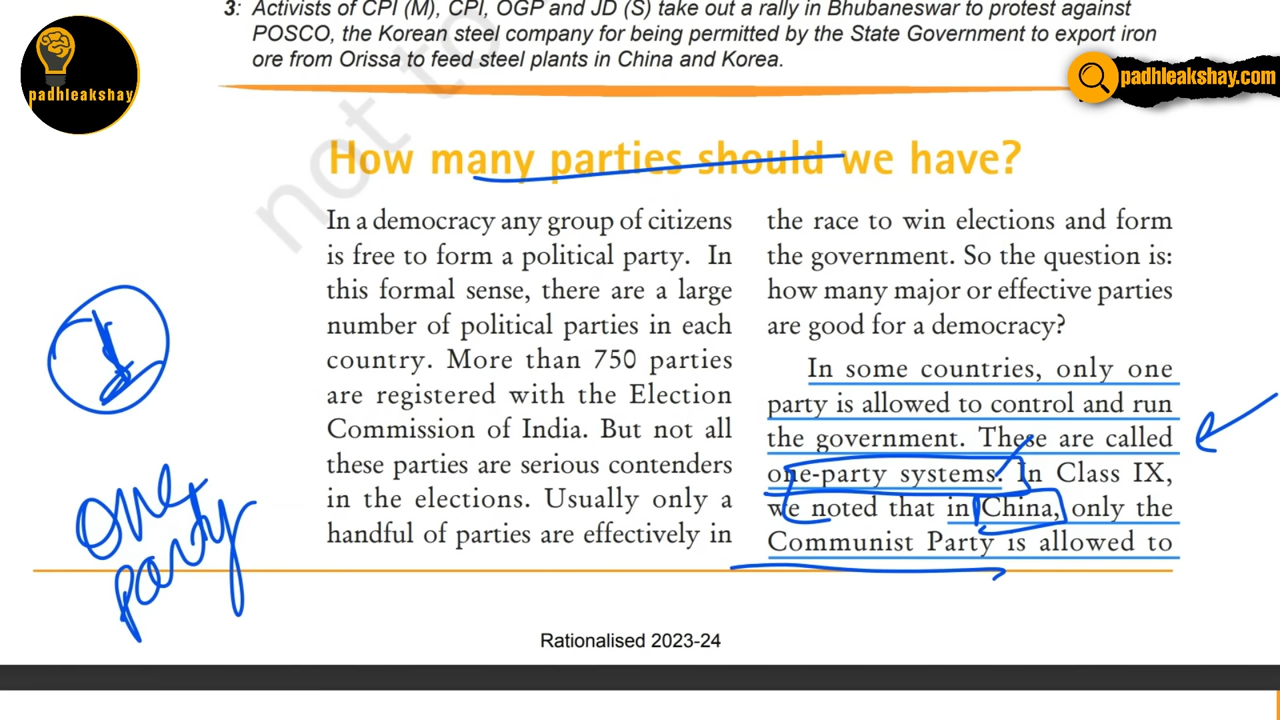 3: Activists of CPI (M), CPI, OGP and JD (S) take out a rally in Bhubaneswar to protest against
POSCO, the Korean steel company for being permitted by the State Government to export iron
ore from Orissa to feed steel plants in China and Korea.
padhleakshay
padhleakshay.com
not to
How many parties should we have?
In a democracy any group of citizens
is free to form a political party. In
this formal sense, there are a large
number of political parties in each
country. More than 750 parties
are registered with the Election
Commission of India. But not all
these parties are serious contenders
in the elections. Usually only a
handful of parties are effectively in
the race to win elections and form
the government. So the question is:
how many major or effective parties
are good for a democracy?
In some countries, only one
party is allowed to control and run
the government. These are called
one-party systems. In Class IX,
we noted that in China, only the
Communist Party is allowed to
one
party
Rationalised 2023-24